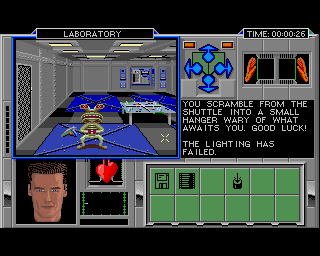 LABORATORY
TIME: 00:00:26
YOU SCRAMBLE FROM THE
SHUTTLE INTO A SMALL
HANGER WARY OF WHAT
AWAITS YOU. GOOD LUCK!
THE LIGHTING HAS
FAILED.